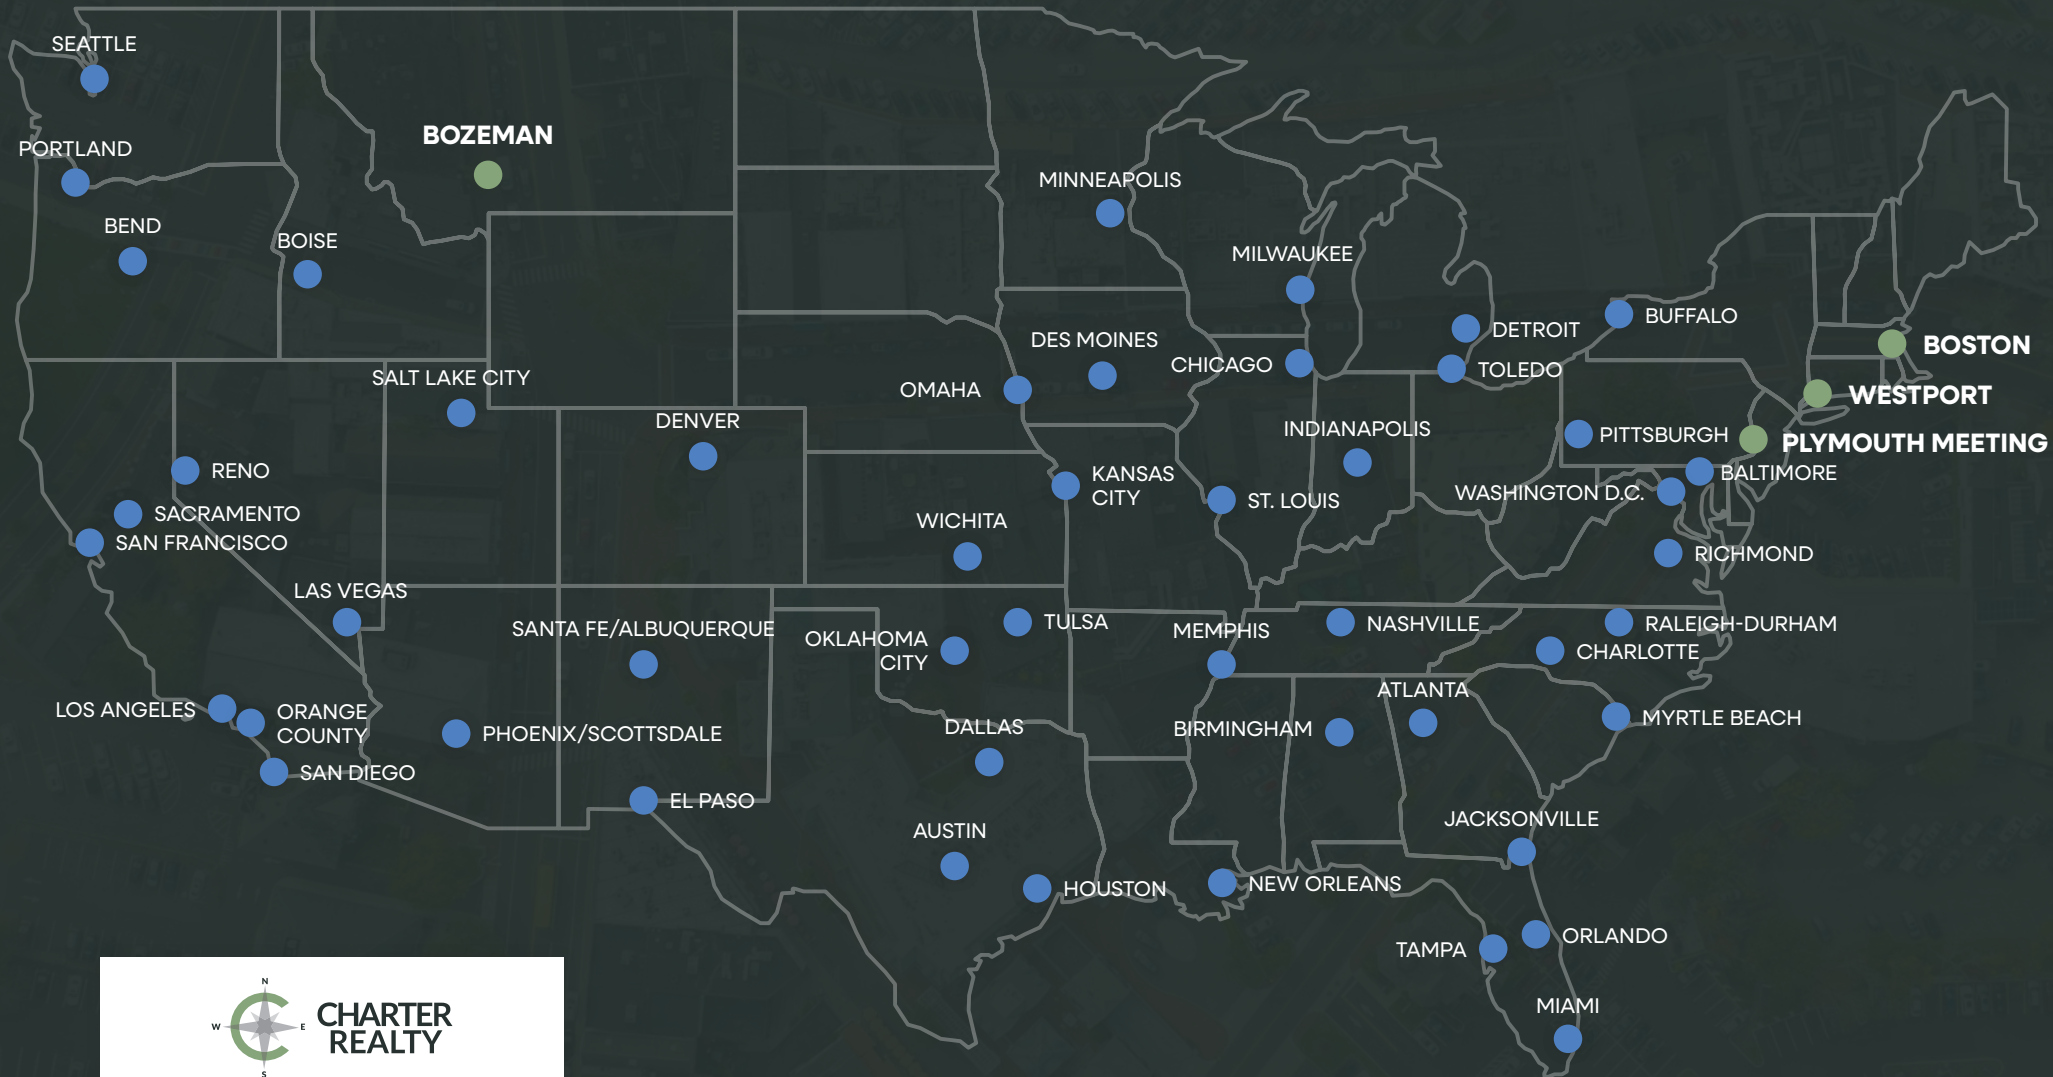 SEATTLE
PORTLAND
BEND
BOISE
BOZEMAN
MINNEAPOLIS
MILWAUKEE
DETROIT
BUFFALO
BOSTON
DES MOINES
CHICAGO
TOLEDO
OMAHA
WESTPORT
SALT LAKE CITY
DENVER
INDIANAPOLIS
PITTSBURGH
PLYMOUTH MEETING
RENO
KANSAS
CITY
BALTIMORE
WASHINGTON D.C.
ST. LOUIS
SACRAMENTO
SAN FRANCISCO
WICHITA
RICHMOND
LAS VEGAS
SANTA FE/ALBUQUERQUE
OKLAHOMA
CITY
TULSA
MEMPHIS
NASHVILLE
RALEIGH-DURHAM
CHARLOTTE
LOS ANGELES
ORANGE
COUNTY
SAN DIEGO
PHOENIX/SCOTTSDALE
DALLAS
BIRMINGHAM
ATLANTA
MYRTLE BEACH
EL PASO
AUSTIN
HOUSTON
NEW ORLEANS
JACKSONVILLE
TAMPA
ORLANDO
MIAMI
N
W
E
S
CHARTER
REALTY